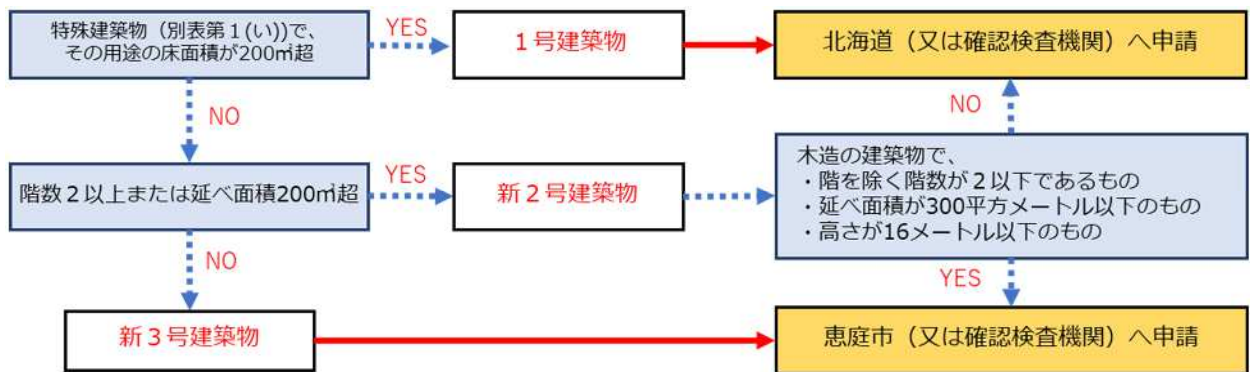 特殊建築物（別表第１(い))で、
その用途の床面積が200㎡超
YES
１号建築物
北海道（又は確認検査機関）へ申請
NO
NO
階数２以上または延べ面積200㎡超
YES
新２号建築物
木造の建築物で、
・階を除く階数が２以下であるもの
・延べ面積が300平方メートル以下のもの
・高さが16メートル以下のもの
NO
YES
新３号建築物
恵庭市（又は確認検査機関）へ申請